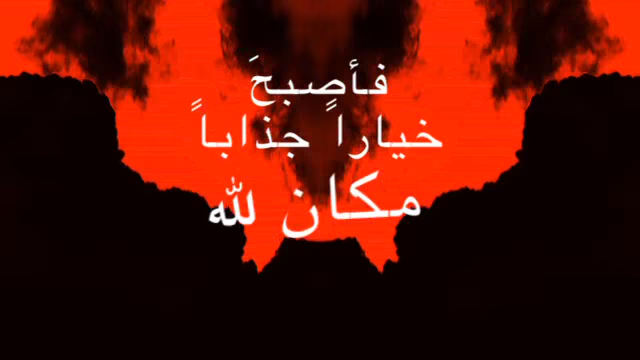 فأصبحَ
خياراً جذاباً
مكان لله